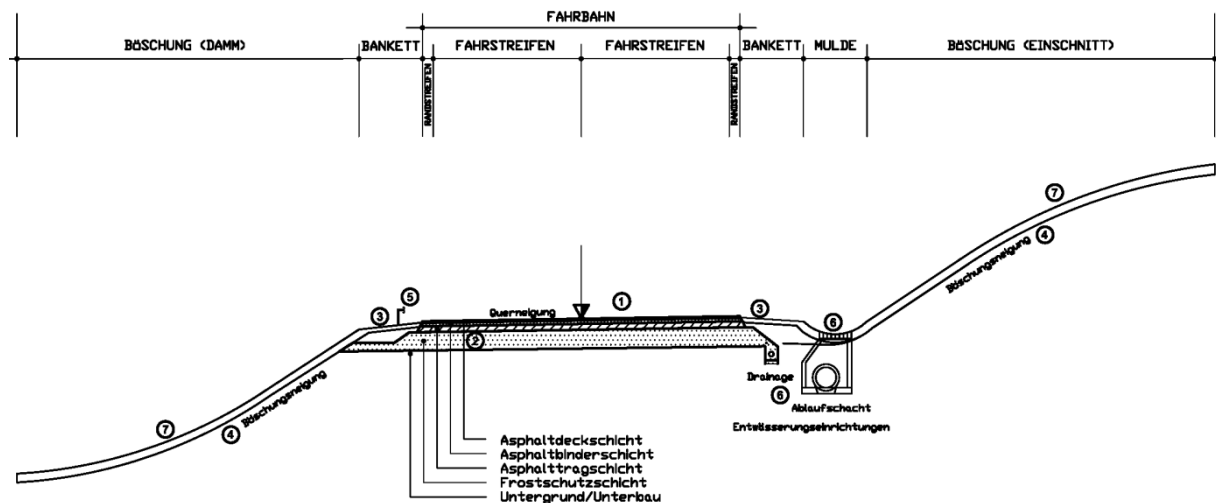 FAHRBAHN
BÖSCHUNG (DAMM)
BANKETT
FAHRSTREIFEN
FAHRSTREIFEN
BANKETT
MULDE
BÖSCHUNG (EINSCHNITT)
RANDSTREIFEN
RANDSTREIFEN
7
4
Böschungsneigung
5
3
Querneigung
1
3
6
2
Drainage
6
Ablaufschacht
Entwässerungseinrichtungen
7
4
Böschungsneigung
Asphaltdeckschicht
Asphaltbinderschicht
Asphalttragschicht
Frostschutzschicht
Untergrund/Unterbau